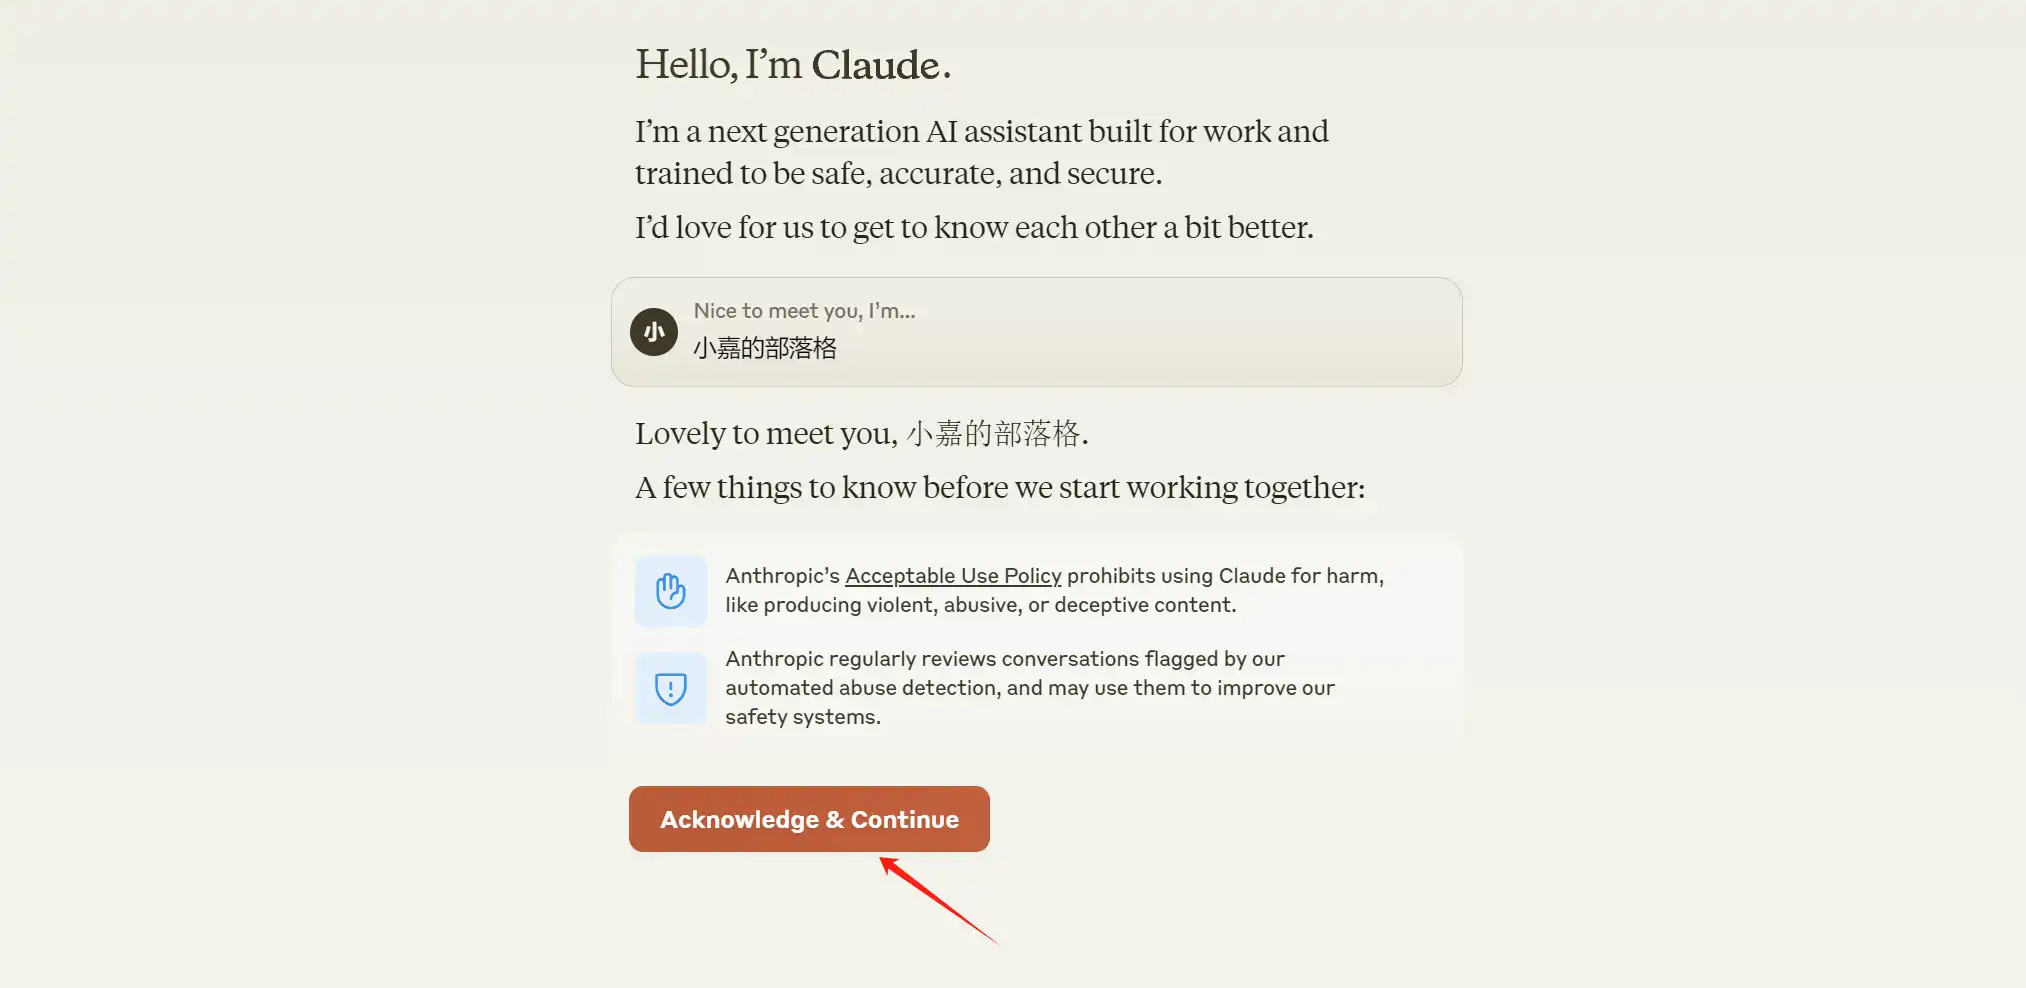 Hello, I’m Claude.
I’m a next generation AI assistant built for work and
trained to be safe, accurate, and secure.
I’d love for us to get to know each other a bit better.
小
Nice to meet you, I’m...
小嘉的部落格
Lovely to meet you, 小嘉的部落格.
A few things to know before we start working together:
Anthropic’s Acceptable Use Policy prohibits using Claude for harm,
like producing violent, abusive, or deceptive content.
Anthropic regularly reviews conversations flagged by our
automated abuse detection, and may use them to improve our
safety systems.
Acknowledge & Continue